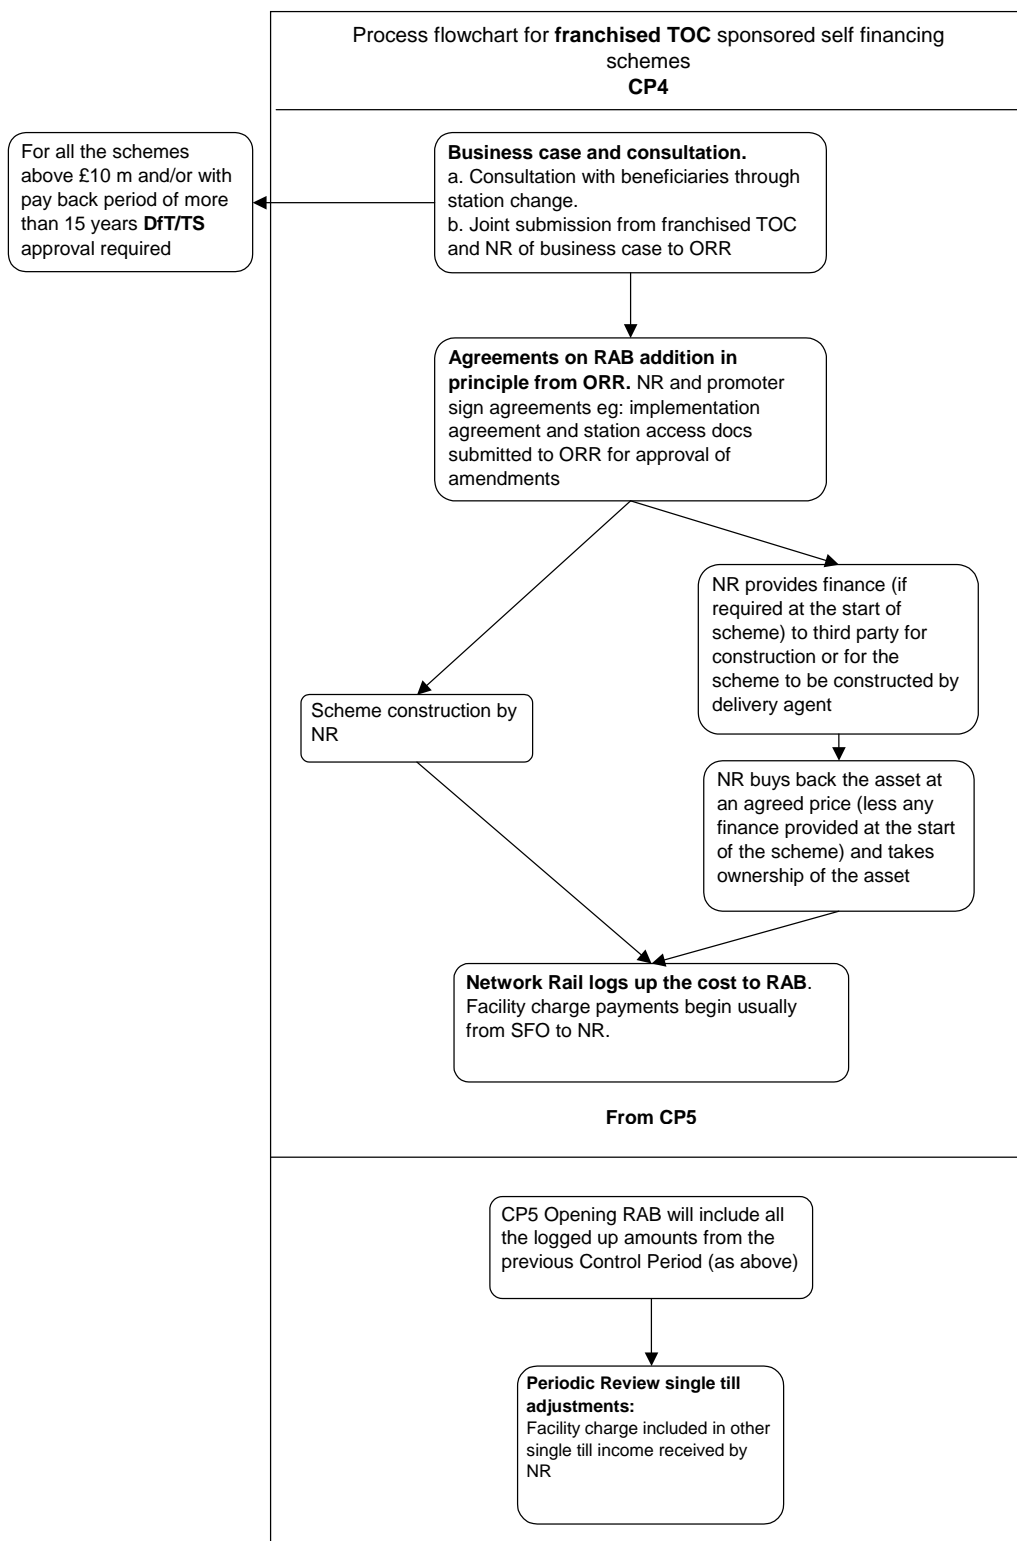 Process flowchart for franchised TOC sponsored self financing
schemes
CP4
For all the schemes
above £10 m and/or with
pay back period of more
than 15 years DfT/TS
approval required
Business case and consultation.
a. Consultation with beneficiaries through
station change.
b. Joint submission from franchised TOC
and NR of business case to ORR
Agreements on RAB addition in
principle from ORR. NR and promoter
sign agreements eg: implementation
agreement and station access docs
submitted to ORR for approval of
amendments
NR provides finance (if
required at the start of
scheme) to third party for
construction or for the
scheme to be constructed by
delivery agent
Scheme construction by
NR
NR buys back the asset at
an agreed price (less any
finance provided at the start
of the scheme) and takes
ownership of the asset
Network Rail logs up the cost to RAB.
Facility charge payments begin usually
from SFO to NR.
From CP5
CP5 Opening RAB will include all
the logged up amounts from the
previous Control Period (as above)
Periodic Review single till
adjustments:
Facility charge included in other
single till income received by
NR